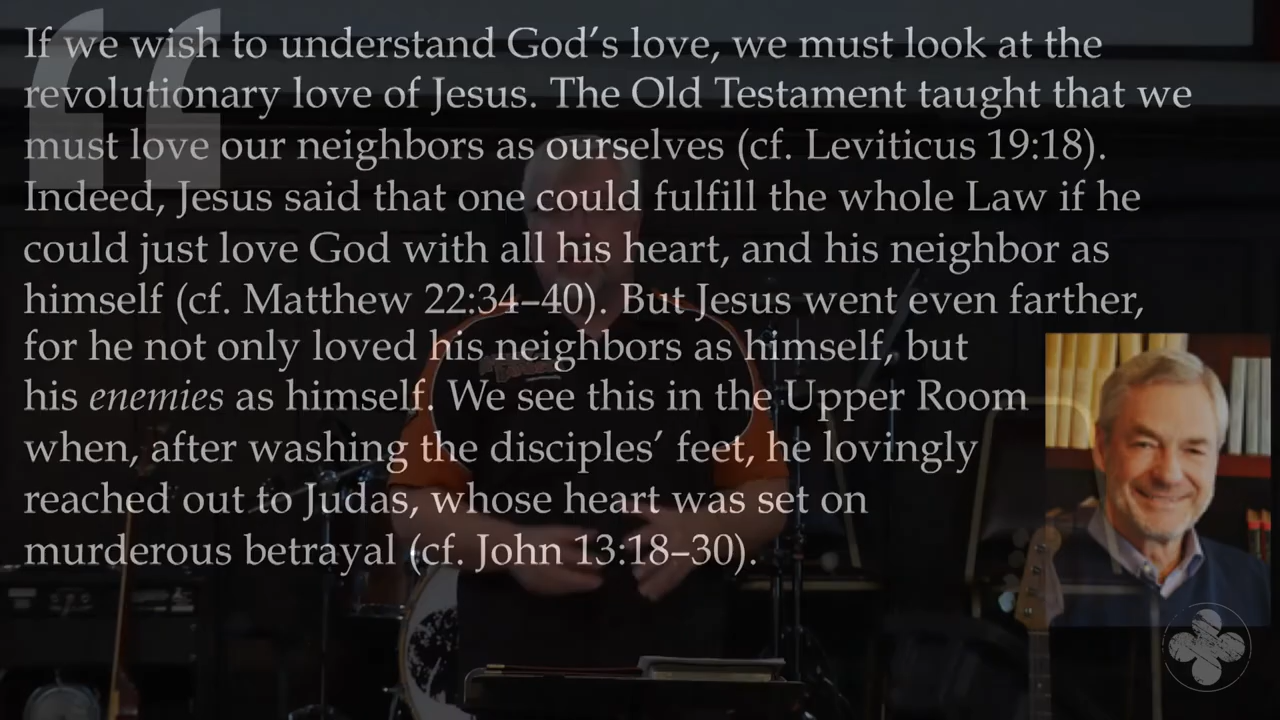 If we wish to understand God’s love, we must look at the
revolutionary love of Jesus. The Old Testament taught that we
must love our neighbors as ourselves (cf. Leviticus 19:18).
Indeed, Jesus said that one could fulfill the whole Law if he
could just love God with all his heart, and his neighbor as
himself (cf. Matthew 22:34–40). But Jesus went even farther,
for he not only loved his neighbors as himself, but
his enemies as himself. We see this in the Upper Room
when, after washing the disciples’ feet, he lovingly
reached out to Judas, whose heart was set on
murderous betrayal (cf. John 13:18–30).